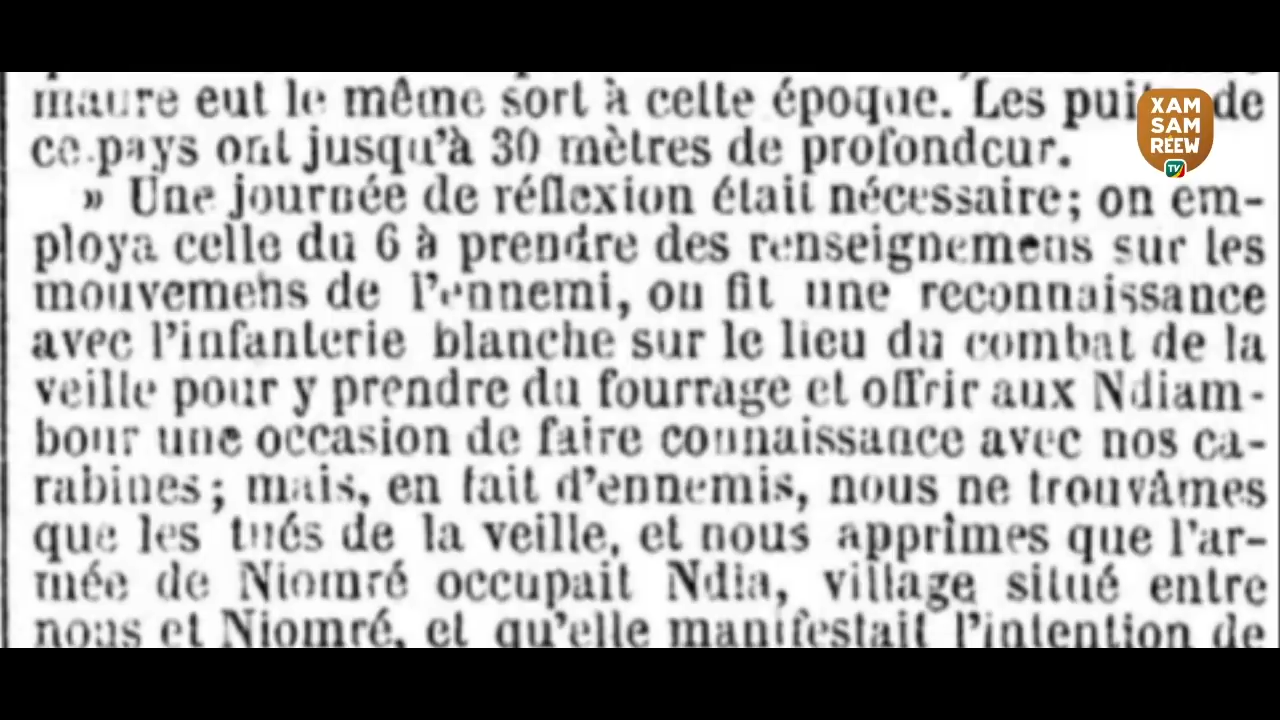 maure eut le même sort à cette époque. Les puits de
ce pays ont jusqu'à 30 mètres de profondeur.
» Une journée de réflexion était nécessaire; on em-
ploya celle du 6 à prendre des renseignemens sur les
mouvemens de l'ennemi, on fit une reconnaissance
avec l'infanterie blanche sur le lieu du combat de la
veille pour y prendre du fourrage et offrir aux Ndiam-
bour une occasion de faire connaissance avec nos ca-
rabines; mais, en fait d'ennemis, nous ne trouvâmes
que les tués de la veille, et nous apprîmes que l'ar-
mée de Niomré occupait Ndia, village situé entre
nous et Niomré, et qu'elle manifestait l'intention de
XAM
SAM
REEW
TV